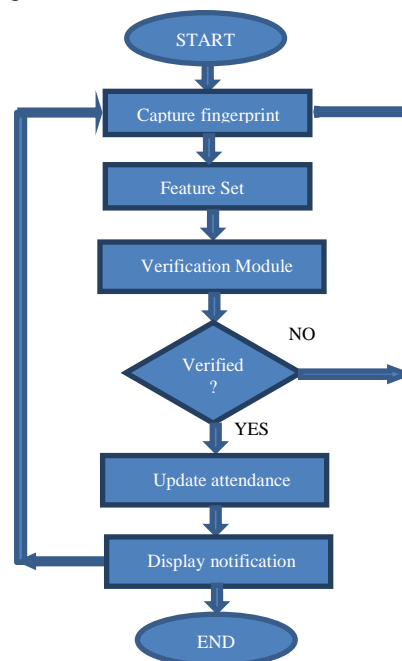 START
Capture fingerprint
Feature Set
Verification Module
NO
Verified
?
YES
Update attendance
Display notification
END